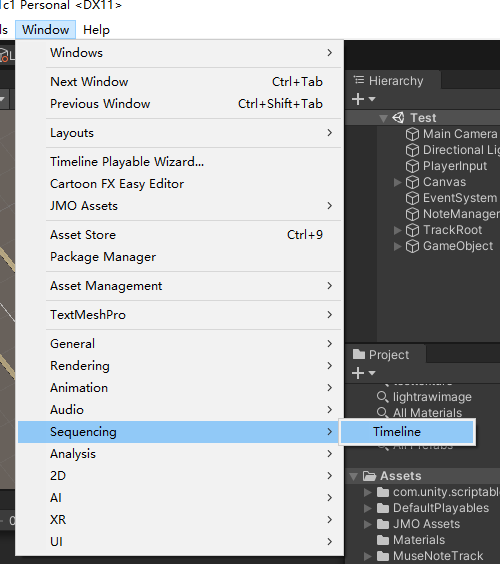 1c1 Personal <DX11>
ls Window
Windows
Next Window Ctrl+Tab
Previous Window Ctrl+Shift+Tab
Layouts
Timeline Playable Wizard...
Cartoon FX Easy Editor
JMO Assets
Asset Store Ctrl+9
Package Manager
Asset Management
TextMeshPro
General
Rendering
Animation
Audio
Sequencing
Analysis
2D
AI
XR
UI
Timeline
Hierarchy
Test
Main Camera
Directional Lig
PlayerInput
Canvas
EventSystem
NoteManager
TrackRoot
GameObject
Project
lightrawimage
All Materials
Assets
com.unity.scriptabl
DefaultPlayables
JMO Assets
Materials
MuseNoteTrack